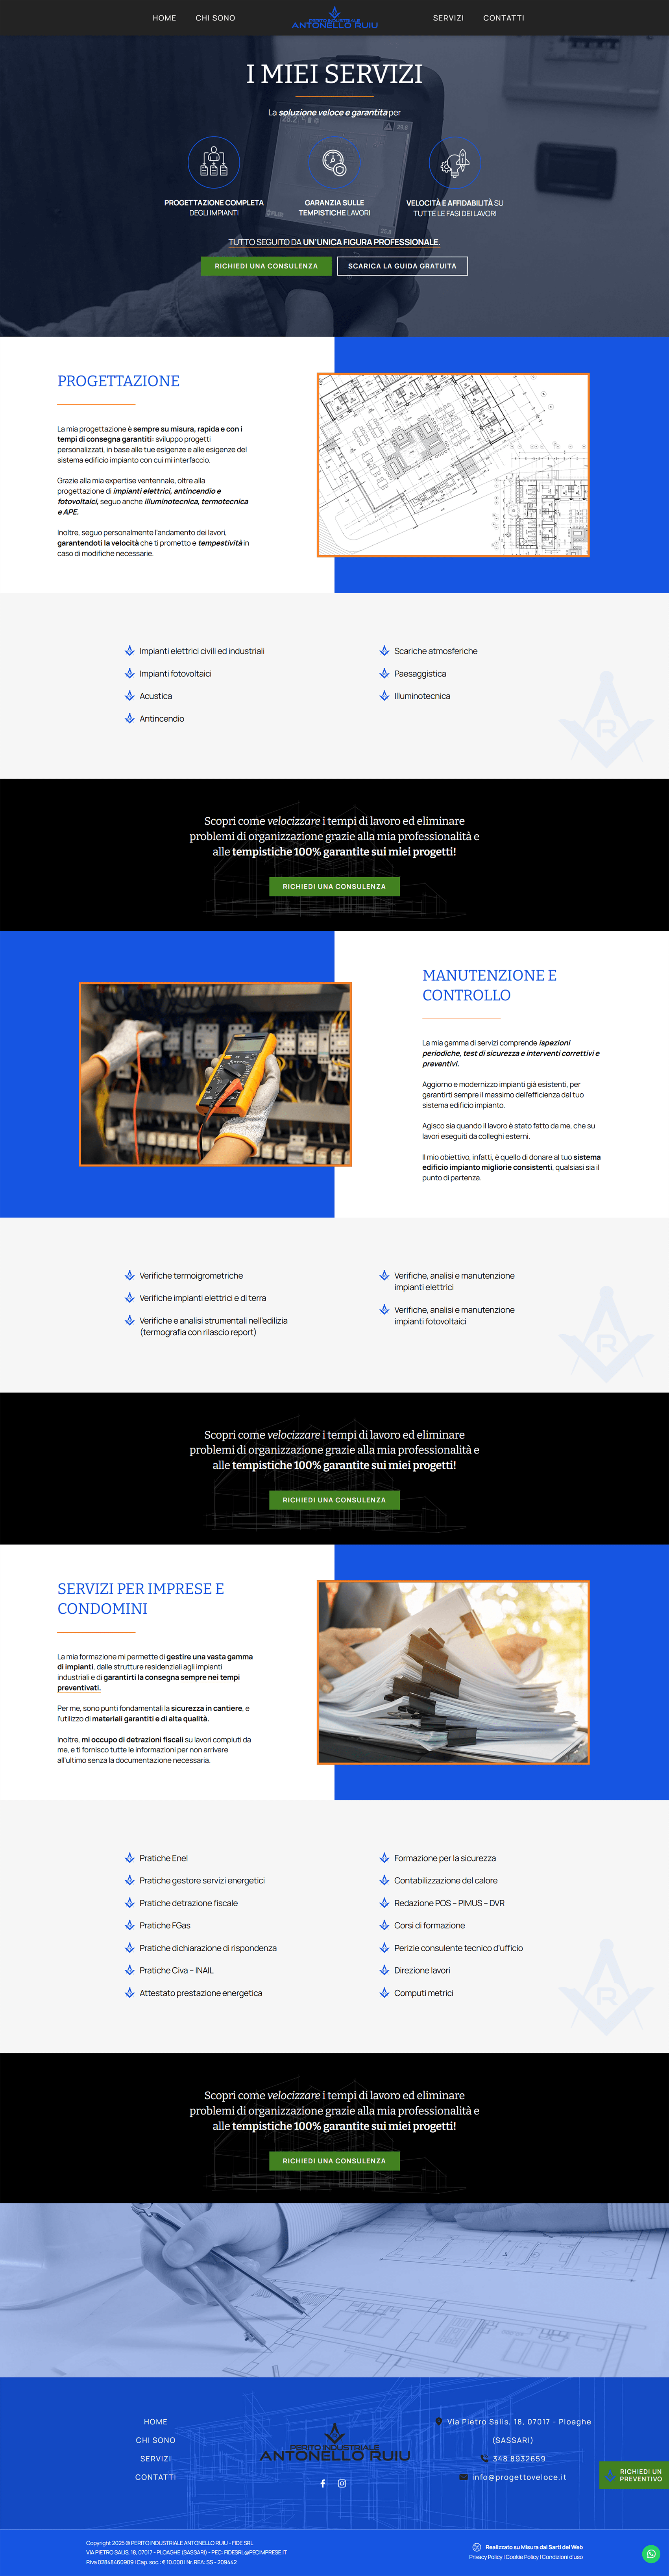 HOME
CHI SONO
PERITO INDUSTRIALE
ANTONELLO RUIU
SERVIZI
CONTATTI
I MIEI SERVIZI
La soluzione veloce e garantita per
PROGETTAZIONE COMPLETA
DEGLI IMPIANTI
GARANZIA SULLE
TEMPISTICHE LAVORI
VELOCITÀ E AFFIDABILITÀ SU
TUTTE LE FASI DEI LAVORI
TUTTO SEGUITO DA UN'UNICA FIGURA PROFESSIONALE.
RICHIEDI UNA CONSULENZA
SCARICA LA GUIDA GRATUITA
PROGETTAZIONE
La mia progettazione è sempre su misura, rapida e con i
tempi di consegna garantiti: sviluppo progetti
personalizzati, in base alle tue esigenze e alle esigenze del
sistema edificio impianto con cui mi interfaccio.
Grazie alla mia expertise ventennale, oltre alla
progettazione di impianti elettrici, antincendio e
fotovoltaici, seguo anche illuminotecnica, termotecnica
e APE.
Inoltre, seguo personalmente l'andamento dei lavori,
garantendoti la velocità che ti prometto e tempestività in
caso di modifiche necessarie.
Impianti elettrici civili ed industriali
Impianti fotovoltaici
Acustica
Antincendio
Scariche atmosferiche
Paesaggistica
Illuminotecnica
R
Scopri come velocizzare i tempi di lavoro ed eliminare
problemi di organizzazione grazie alla mia professionalità e
alle tempistiche 100% garantite sui miei progetti!
RICHIEDI UNA CONSULENZA
MANUTENZIONE E
CONTROLLO
La mia gamma di servizi comprende ispezioni
periodiche, test di sicurezza e interventi correttivi e
preventivi.
Aggiorno e modernizzo impianti già esistenti, per
garantirti sempre il massimo dell'efficienza dal tuo
sistema edificio impianto.
Agisco sia quando il lavoro è stato fatto da me, che su
lavori eseguiti da colleghi esterni.
Il mio obiettivo, infatti, è quello di donare al tuo sistema
edificio impianto migliorie consistenti, qualsiasi sia il
punto di partenza.
Verifiche termoigrometriche
Verifiche impianti elettrici e di terra
Verifiche e analisi strumentali nell'edilizia
(termografia con rilascio report)
Verifiche, analisi e manutenzione
impianti elettrici
Verifiche, analisi e manutenzione
impianti fotovoltaici
R
Scopri come velocizzare i tempi di lavoro ed eliminare
problemi di organizzazione grazie alla mia professionalità e
alle tempistiche 100% garantite sui miei progetti!
RICHIEDI UNA CONSULENZA
SERVIZI PER IMPRESE E
CONDOMINI
La mia formazione mi permette di gestire una vasta gamma
di impianti, dalle strutture residenziali agli impianti
industriali e di garantirti la consegna sempre nei tempi
preventivati.
Per me, sono punti fondamentali la sicurezza in cantiere, e
l'utilizzo di materiali garantiti e di alta qualità.
Inoltre, mi occupo di detrazioni fiscali su lavori compiuti da
me, e ti fornisco tutte le informazioni per non arrivare
all'ultimo senza la documentazione necessaria.
Pratiche Enel
Pratiche gestore servizi energetici
Pratiche detrazione fiscale
Pratiche FGas
Pratiche dichiarazione di rispondenza
Pratiche Civa – INAIL
Attestato prestazione energetica
Formazione per la sicurezza
Contabilizzazione del calore
Redazione POS – PIMUS – DVR
Corsi di formazione
Perizie consulente tecnico d'ufficio
Direzione lavori
Computi metrici
R
Scopri come velocizzare i tempi di lavoro ed eliminare
problemi di organizzazione grazie alla mia professionalità e
alle tempistiche 100% garantite sui miei progetti!
RICHIEDI UNA CONSULENZA
HOME
CHI SONO
SERVIZI
CONTATTI
PERITO INDUSTRIALE
ANTONELLO RUIU
Via Pietro Salis, 18, 07017 - Ploaghe
(SASSARI)
348 8932659
info@progettoveloce.it
RICHIEDI UN
PREVENTIVO
Copyright 2025 © PERITO INDUSTRIALE ANTONELLO RUIU - FIDE SRL
VIA PIETRO SALIS, 18, 07017 - PLOAGHE (SASSARI) - PEC: FIDESRL@PECIMPRESE.IT
P.Iva 02848460909 | Cap. soc.: € 10.000 | Nr. REA: SS - 209442
Realizzato su Misura dai Sarti del Web
Privacy Policy | Cookie Policy | Condizioni d'uso